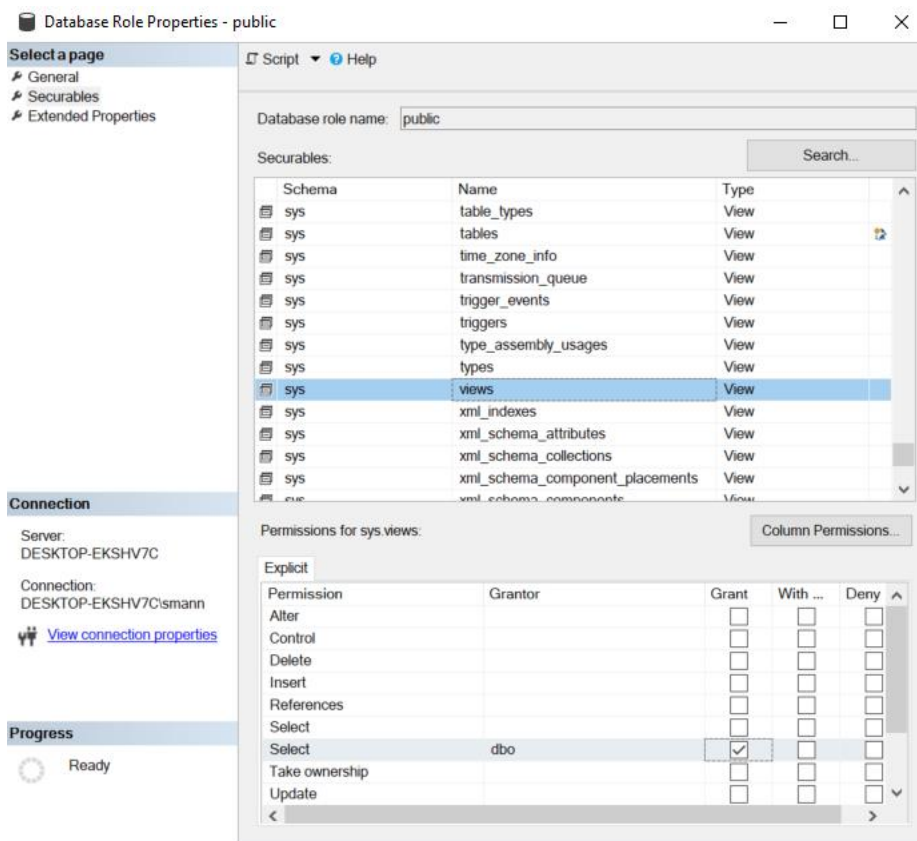 Database Role Properties - public
Select a page
General
Securables
Extended Properties
Script Help
Database role name: public
Securables: Search...
Schema Name Type
sys table_types View
sys tables View
sys time_zone_info View
sys transmission_queue View
sys trigger_events View
sys triggers View
sys type_assembly_usages View
sys types View
sys views View
sys xml_indexes View
sys xml_schema_attributes View
sys xml_schema_collections View
sys xml_schema_component_placements View
sys xml_schema_components View
Connection
Server:
DESKTOP-EKSHV7C
Connection:
DESKTOP-EKSHV7C\smann
View connection properties
Progress
Ready
Permissions for sys.views: Column Permissions...
Explicit
Permission Grantor Grant With ... Deny
Alter
Control
Delete
Insert
References
Select
Select dbo
Take ownership
Update